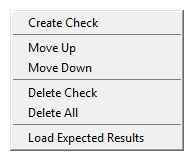 Create Check
Move Up
Move Down
Delete Check
Delete All
Load Expected Results